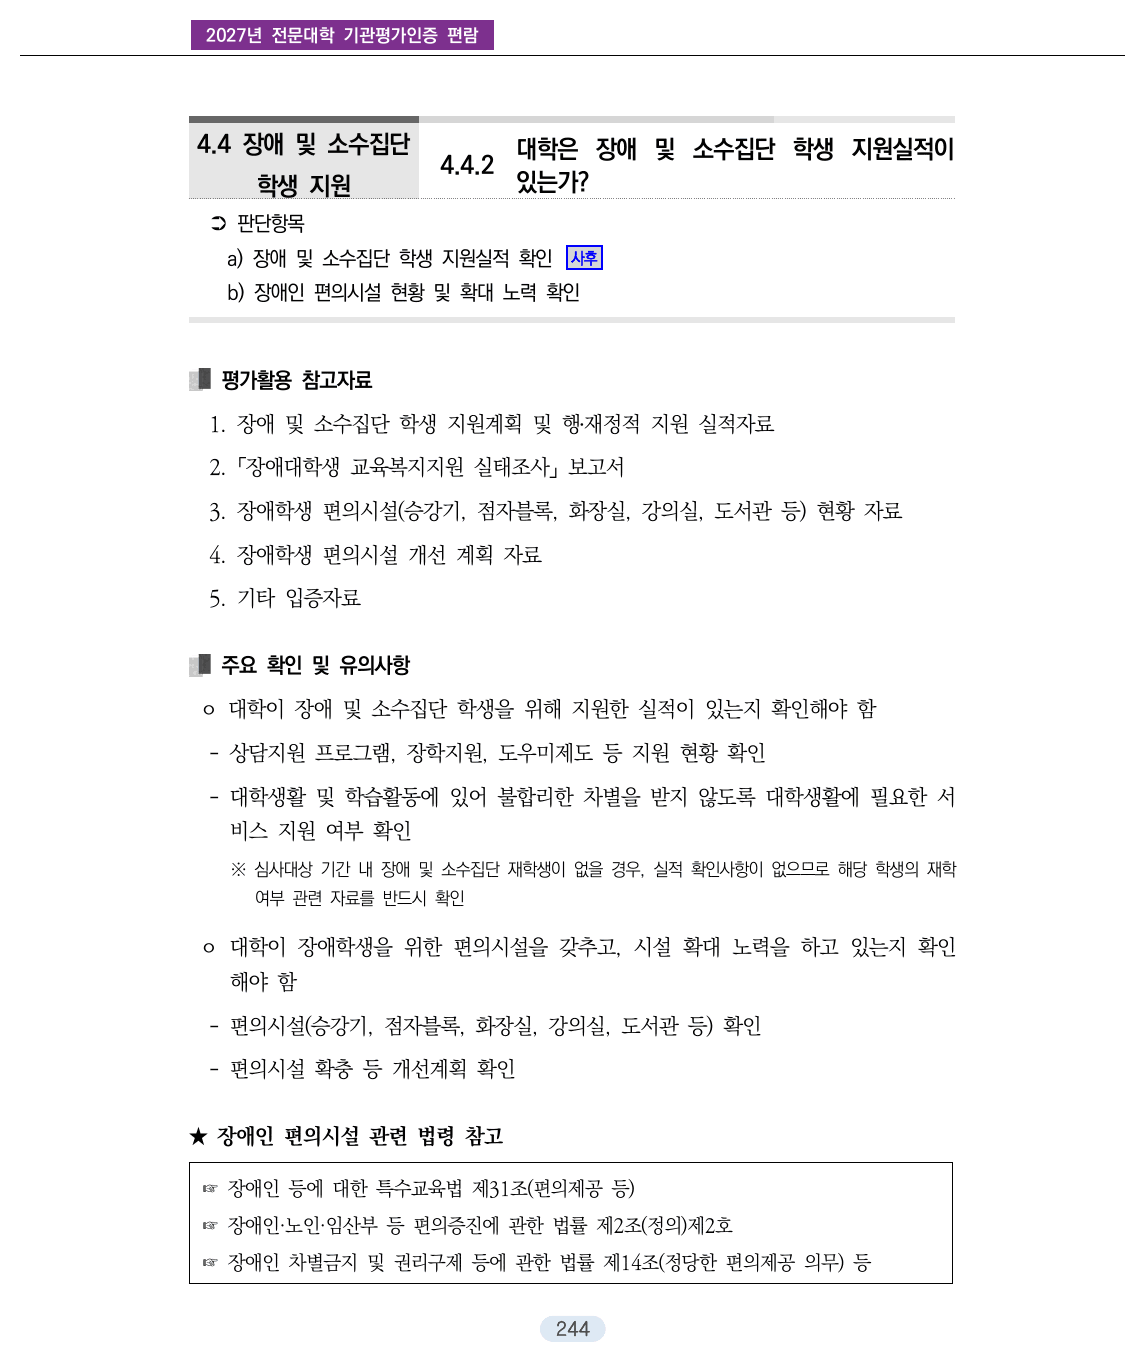 2027년 전문대학 기관평가인증 편람
4.4 장애 및 소수집단
학생 지원
4.4.2
대학은 장애 및 소수집단 학생 지원실적이
있는가?
➲ 판단항목
a) 장애 및 소수집단 학생 지원실적 확인 사후
b) 장애인 편의시설 현황 및 확대 노력 확인
평가활용 참고자료
1. 장애 및 소수집단 학생 지원계획 및 행·재정적 지원 실적자료
2. 「장애대학생 교육복지지원 실태조사」 보고서
3. 장애학생 편의시설(승강기, 점자블록, 화장실, 강의실, 도서관 등) 현황 자료
4. 장애학생 편의시설 개선 계획 자료
5. 기타 입증자료
주요 확인 및 유의사항
ㅇ 대학이 장애 및 소수집단 학생을 위해 지원한 실적이 있는지 확인해야 함
- 상담지원 프로그램, 장학지원, 도우미제도 등 지원 현황 확인
- 대학생활 및 학습활동에 있어 불합리한 차별을 받지 않도록 대학생활에 필요한 서
비스 지원 여부 확인
※ 심사대상 기간 내 장애 및 소수집단 재학생이 없을 경우, 실적 확인사항이 없으므로 해당 학생의 재학
여부 관련 자료를 반드시 확인
ㅇ 대학이 장애학생을 위한 편의시설을 갖추고, 시설 확대 노력을 하고 있는지 확인
해야 함
- 편의시설(승강기, 점자블록, 화장실, 강의실, 도서관 등) 확인
- 편의시설 확충 등 개선계획 확인
★ 장애인 편의시설 관련 법령 참고
☞ 장애인 등에 대한 특수교육법 제31조(편의제공 등)
☞ 장애인·노인·임산부 등 편의증진에 관한 법률 제2조(정의)제2호
☞ 장애인 차별금지 및 권리구제 등에 관한 법률 제14조(정당한 편의제공 의무) 등
244